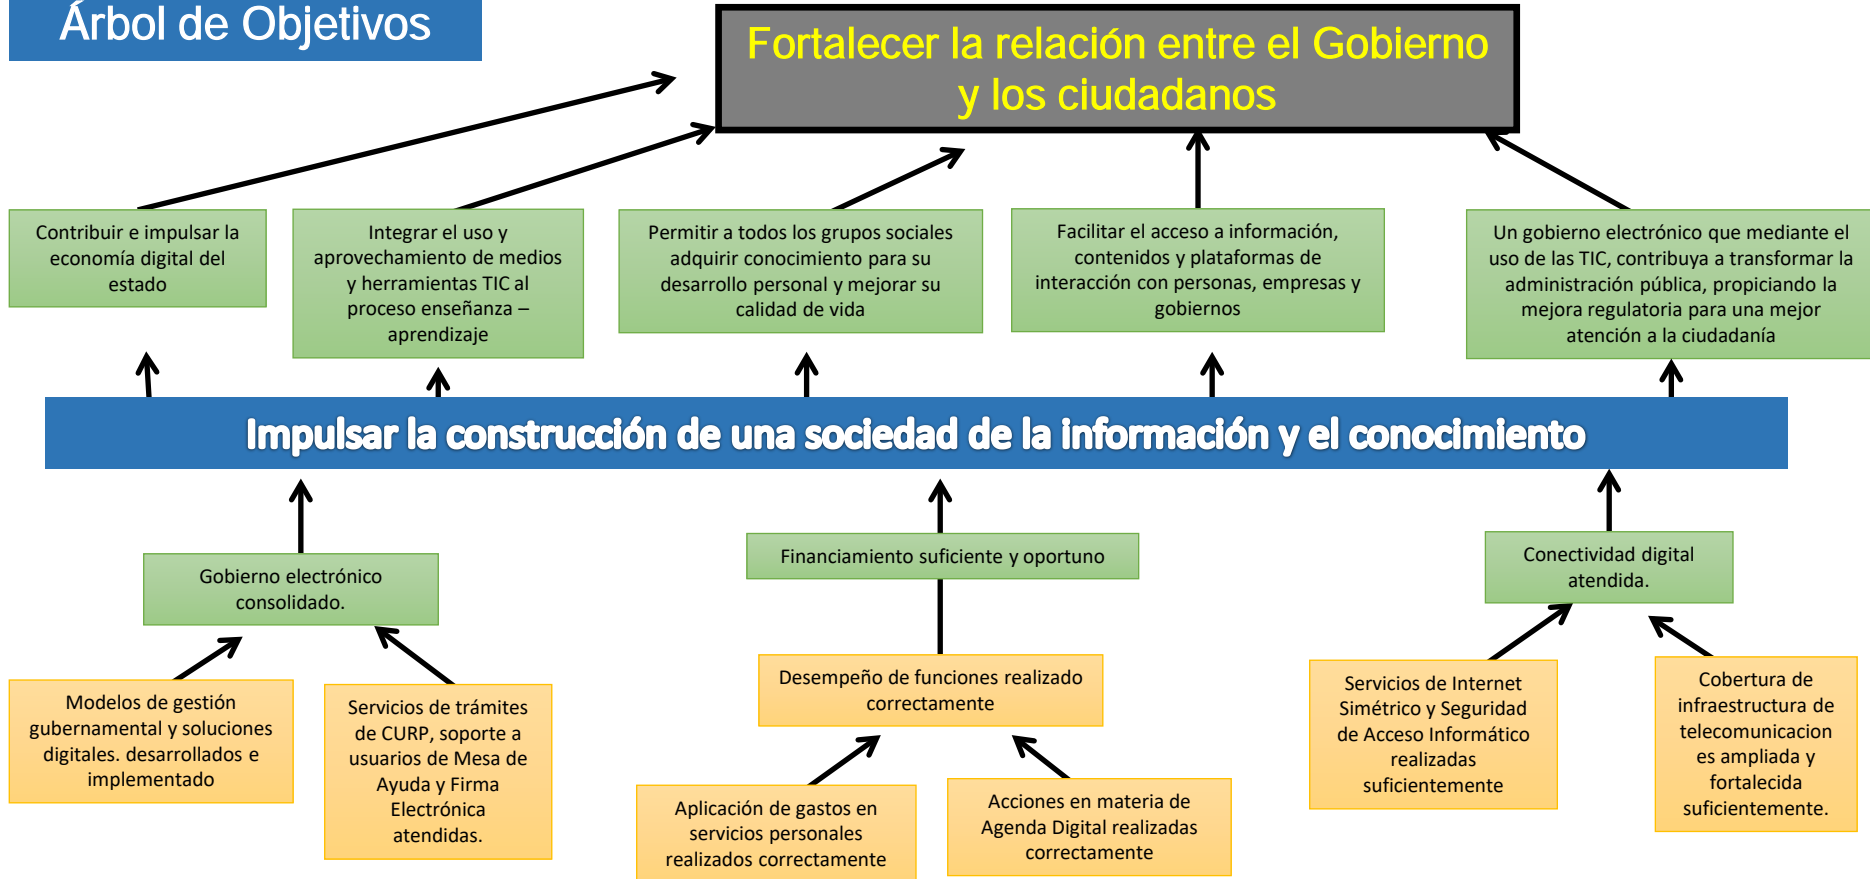 Árbol de Objetivos
Fortalecer la relación entre el Gobierno
y los ciudadanos
Contribuir e impulsar la
economía digital del
estado
Integrar el uso y
aprovechamiento de medios
y herramientas TIC al
proceso enseñanza –
aprendizaje
Permitir a todos los grupos sociales
adquirir conocimiento para su
desarrollo personal y mejorar su
calidad de vida
Facilitar el acceso a información,
contenidos y plataformas de
interacción con personas, empresas y
gobiernos
Un gobierno electrónico que mediante el
uso de las TIC, contribuya a transformar la
administración pública, propiciando la
mejora regulatoria para una mejor
atención a la ciudadanía
Impulsar la construcción de una sociedad de la información y el conocimiento
Gobierno electrónico
consolidado.
Financiamiento suficiente y oportuno
Conectividad digital
atendida.
Modelos de gestión
gubernamental y soluciones
digitales. desarrollados e
implementado
Servicios de trámites
de CURP, soporte a
usuarios de Mesa de
Ayuda y Firma
Electrónica
atendidas.
Desempeño de funciones realizado
correctamente
Aplicación de gastos en
servicios personales
realizados correctamente
Acciones en materia de
Agenda Digital realizadas
correctamente
Servicios de Internet
Simétrico y Seguridad
de Acceso Informático
realizadas
suficientemente
Cobertura de
infraestructura de
telecomunicacion
es ampliada y
fortalecida
suficientemente.